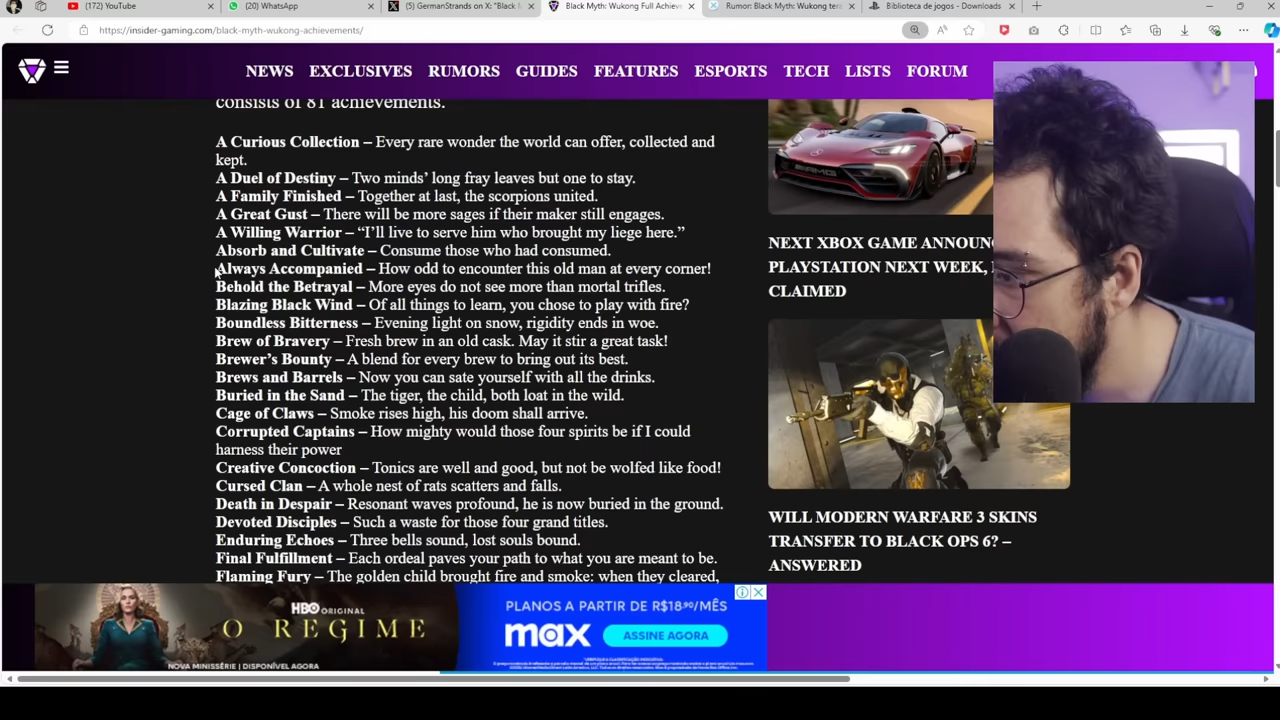 (172) YouTube
(20) WhatsApp
(5) GermanStrands on X: "Black M
Black Myth: Wukong Full Achieve
Rumor: Black Myth: Wukong tera
Biblioteca de jogos - Downloads
https://insider-gaming.com/black-myth-wukong-achievements/
NEWS EXCLUSIVES RUMORS GUIDES FEATURES ESPORTS TECH LISTS FORUM
consists of 81 achievements.
A Curious Collection – Every rare wonder the world can offer, collected and
kept.
A Duel of Destiny – Two minds’ long fray leaves but one to stay.
A Family Finished – Together at last, the scorpions united.
A Great Gust – There will be more sages if their maker still engages.
A Willing Warrior – “I’ll live to serve him who brought my liege here.”
Absorb and Cultivate – Consume those who had consumed.
Always Accompanied – How odd to encounter this old man at every corner!
Behold the Betrayal – More eyes do not see more than mortal trifles.
Blazing Black Wind – Of all things to learn, you chose to play with fire?
Boundless Bitterness – Evening light on snow, rigidity ends in woe.
Brew of Bravery – Fresh brew in an old cask. May it stir a great task!
Brewer’s Bounty – A blend for every brew to bring out its best.
Brews and Barrels – Now you can sate yourself with all the drinks.
Buried in the Sand – The tiger, the child, both loat in the wild.
Cage of Claws – Smoke rises high, his doom shall arrive.
Corrupted Captains – How mighty would those four spirits be if I could
harness their power
Creative Concoction – Tonics are well and good, but not be wolfed like food!
Cursed Clan – A whole nest of rats scatters and falls.
Death in Despair – Resonant waves profound, he is now buried in the ground.
Devoted Disciples – Such a waste for those four grand titles.
Enduring Echoes – Three bells sound, lost souls bound.
Final Fulfillment – Each ordeal paves your path to what you are meant to be.
Flaming Fury – The golden child brought fire and smoke: when they cleared,
NEXT XBOX GAME ANNOUN
PLAYSTATION NEXT WEEK,
CLAIMED
WILL MODERN WARFARE 3 SKINS
TRANSFER TO BLACK OPS 6? –
ANSWERED
HBO ORIGINAL
O REGIME
NOVA MINISSÉRIE | DISPONÍVEL AGORA
PLANOS A PARTIR DE R$18,90/MÊS
max
ASSINE AGORA